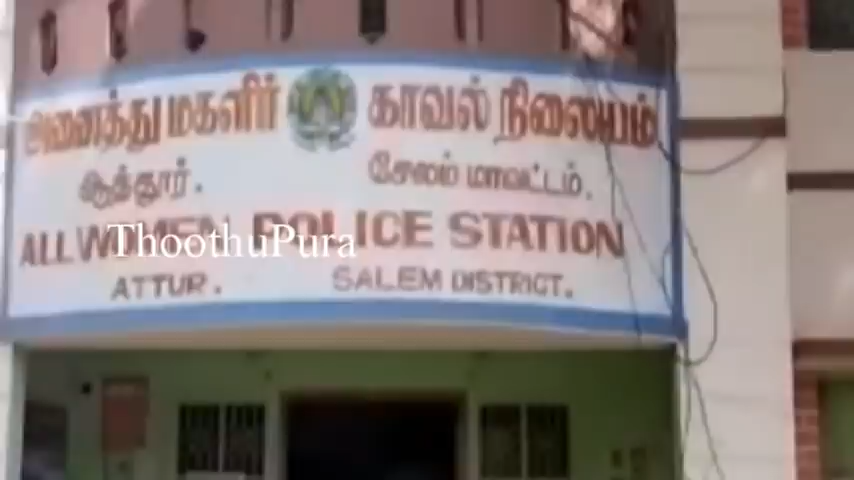 அனைத்து மகளிர் காவல் நிலையம்
ஆத்தூர். சேலம் மாவட்டம்.
ALL WOMEN POLICE STATION
ThoothuPura
ATTUR. SALEM DISTRICT.